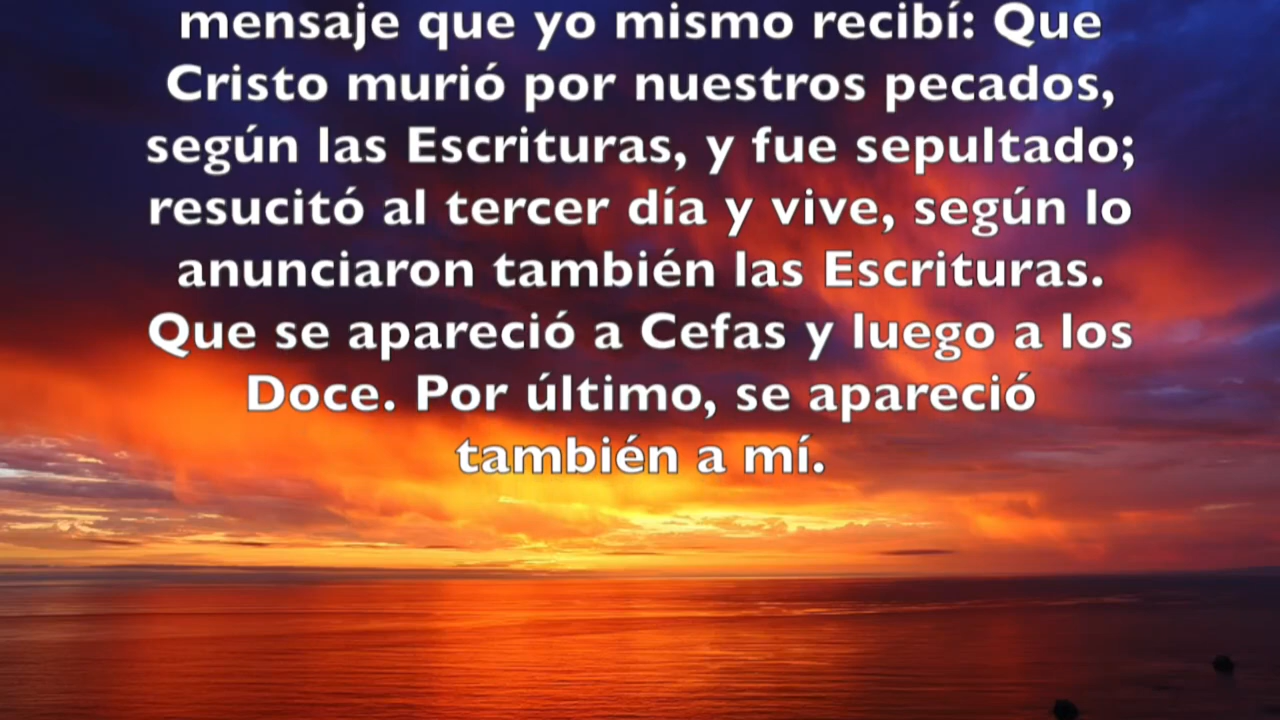 mensaje que yo mismo recibí: Que
Cristo murió por nuestros pecados,
según las Escrituras, y fue sepultado;
resucitó al tercer día y vive, según lo
anunciaron también las Escrituras.
Que se apareció a Cefas y luego a los
Doce. Por último, se apareció
también a mí.